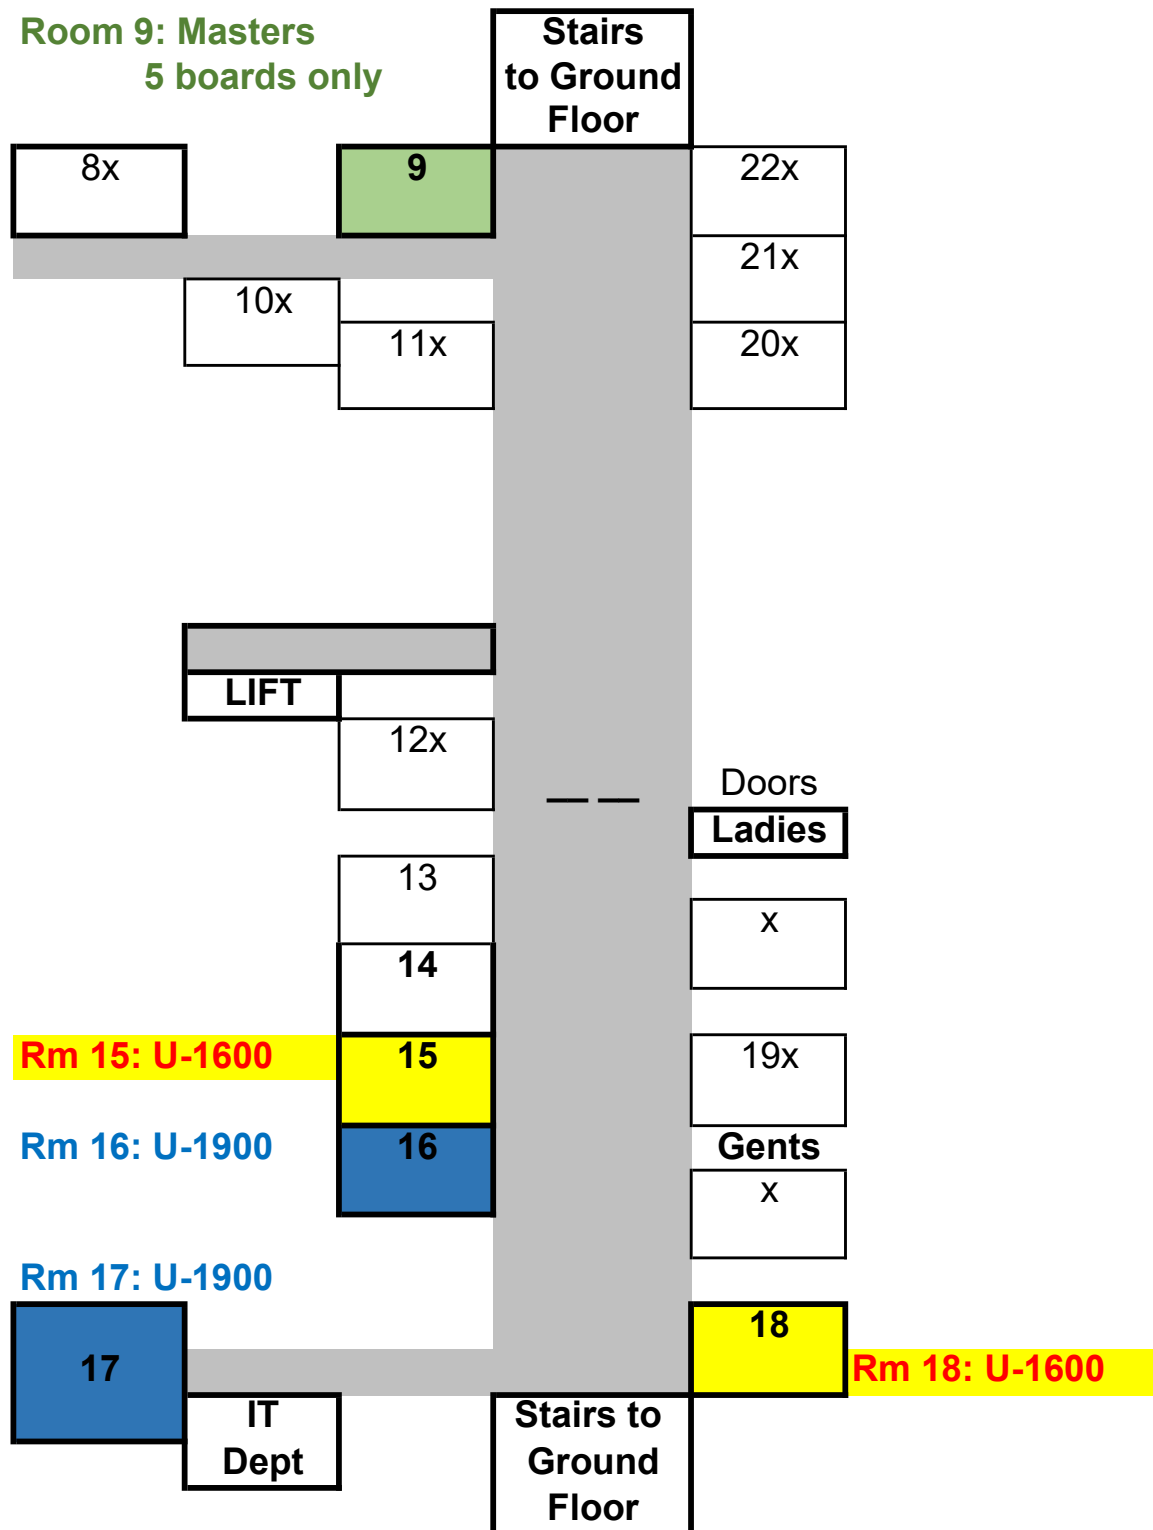 Room 9: Masters
5 boards only
Stairs
to Ground
Floor
8x
9
22x
21x
10x
11x
20x
LIFT
12x
Doors
Ladies
13
x
14
Rm 15: U-1600
15
19x
Rm 16: U-1900
16
Gents
x
Rm 17: U-1900
18
17
Rm 18: U-1600
IT
Dept
Stairs to
Ground
Floor